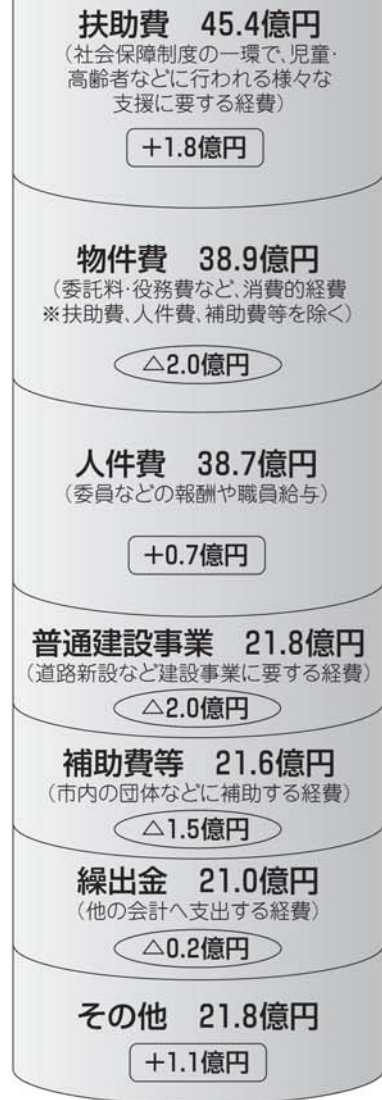 扶助費　45.4億円
（社会保障制度の一環で、児童・
高齢者などに行われる様々な
支援に要する経費）
＋1.8億円
物件費　38.9億円
（委託料・役務費など、消費的経費
※扶助費、人件費、補助費等を除く）
△2.0億円
人件費　38.7億円
（委員などの報酬や職員給与）
＋0.7億円
普通建設事業　21.8億円
（道路新設など建設事業に要する経費）
△2.0億円
補助費等　21.6億円
（市内の団体などに補助する経費）
△1.5億円
繰出金　21.0億円
（他の会計へ支出する経費）
△0.2億円
その他　21.8億円
＋1.1億円